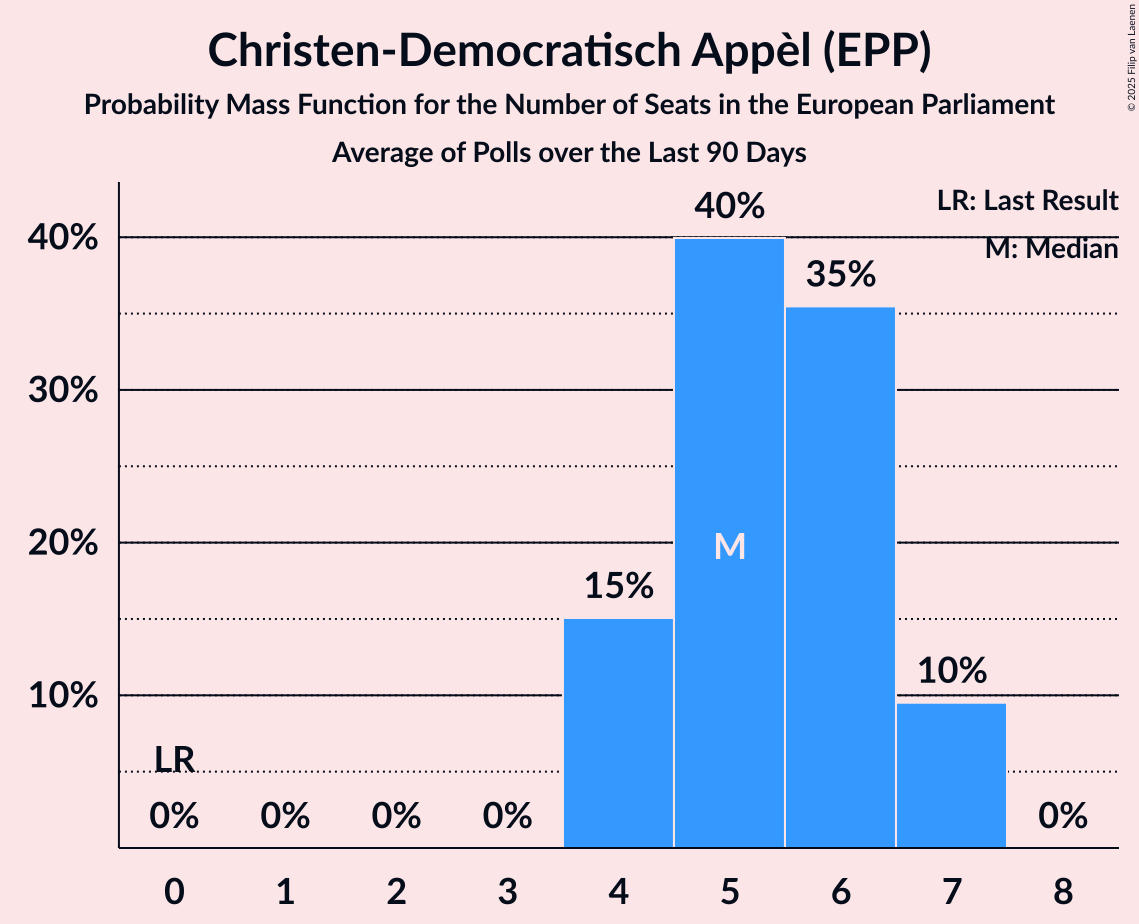 Christen-Democratisch Appèl (EPP)
Probability Mass Function for the Number of Seats in the European Parliament
Average of Polls over the Last 90 Days
© 2025 Filip van Laenen
LR: Last Result
M: Median
40%
30%
20%
10%
40%
35%
15%
10%
M
LR
0%
0%
0%
0%
0%
0 1 2 3 4 5 6 7 8